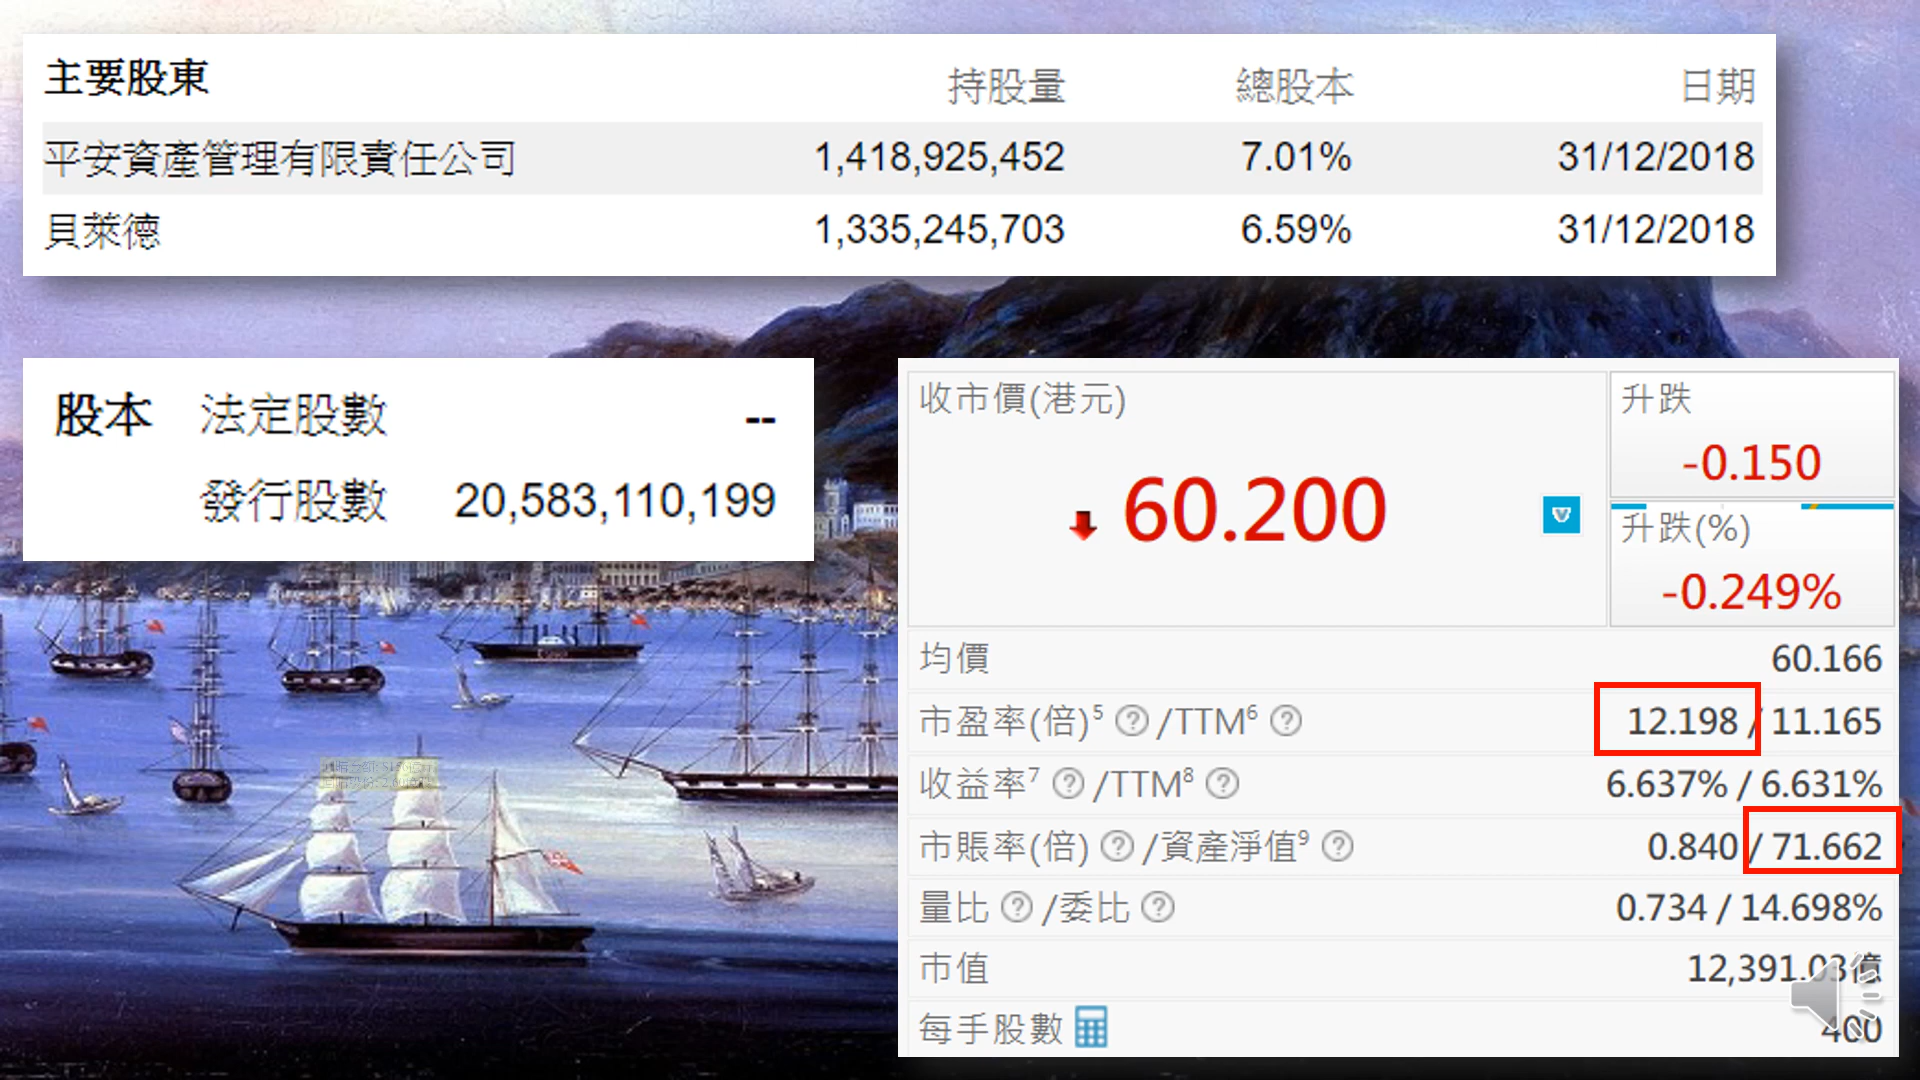 主要股東 持股量 總股本 日期
平安資產管理有限責任公司 1,418,925,452 7.01% 31/12/2018
貝萊德 1,335,245,703 6.59% 31/12/2018
股本 法定股數 --
發行股數 20,583,110,199
收市價(港元)
60.200
升跌
-0.150
升跌(%)
-0.249%
均價 60.166
市盈率(倍)5 ? /TTM6 ? 12.198 / 11.165
收益率7 ? /TTM8 ? 6.637% / 6.631%
市賬率(倍) ? /資產淨值9 ? 0.840 / 71.662
量比 ? /委比 ? 0.734 / 14.698%
市值 12,391.03億
每手股數 400